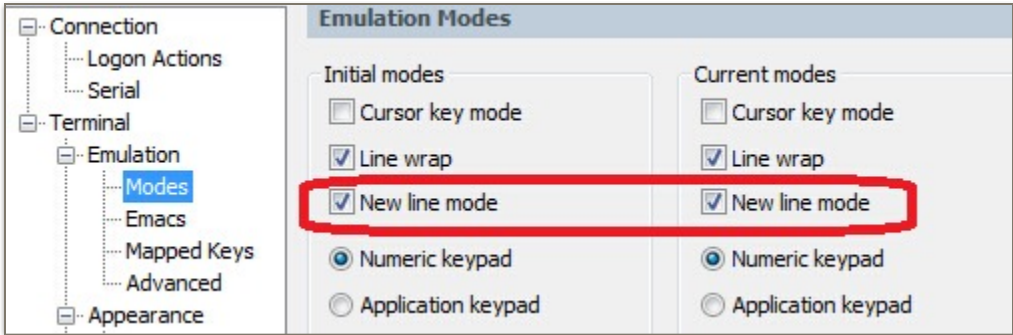 Connection
Logon Actions
Serial
Terminal
Emulation
Modes
Emacs
Mapped Keys
Advanced
Appearance
Emulation Modes
Initial modes
Cursor key mode
Line wrap
New line mode
Numeric keypad
Application keypad
Current modes
Cursor key mode
Line wrap
New line mode
Numeric keypad
Application keypad